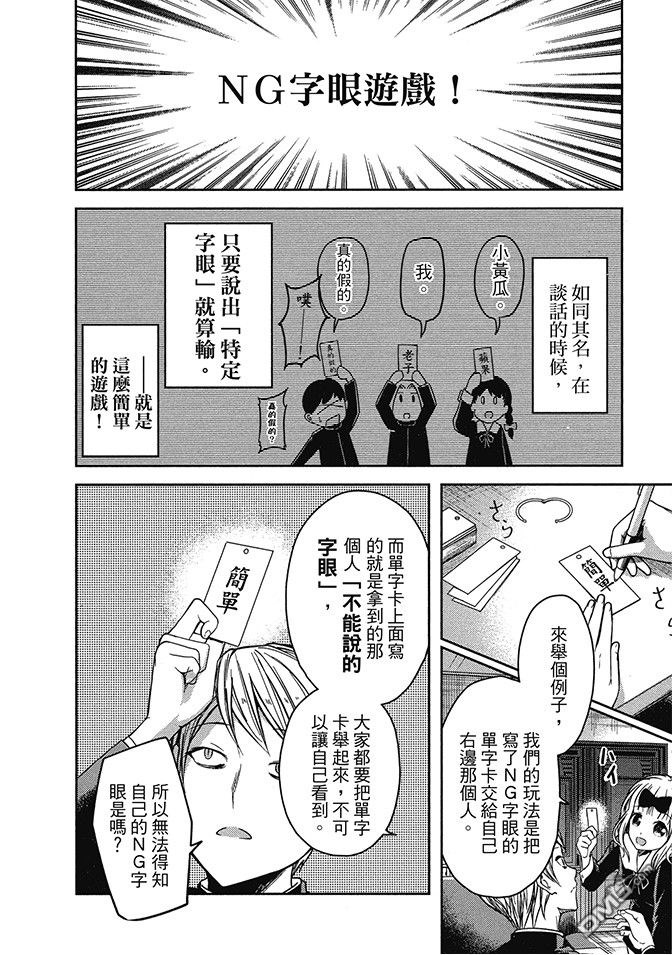 NG字眼遊戲！
如同其名，在
談話的時候，
小黃瓜。
我。
真的假的。
噗
蘋果
老子
真的假的
真的假的？
只要說出「特定
字眼」就算輸。
——就是
這麼簡單
的遊戲！
さら
さら
簡單
來舉個例子，
我們的玩法是把
寫了NG字眼的
單字卡交給自己
右邊那個人。
而單字卡上面寫
的就是拿到的那
個人「不能說的
字眼」，
大家都要把單字
卡舉起來，不可
以讓自己看到。
簡單
所以無法得知
自己的NG字
眼是嗎？